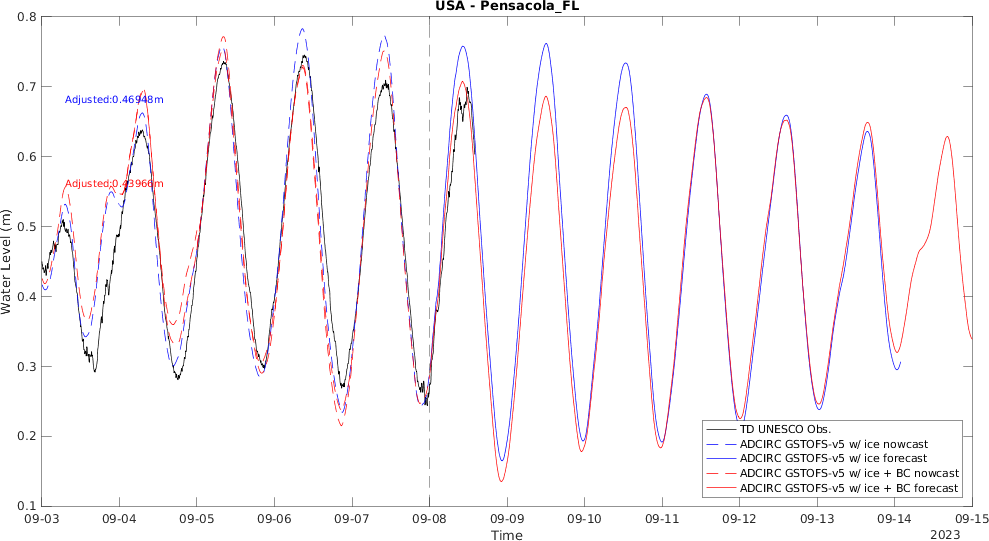 USA - Pensacola_FL
0.8
0.7
0.6
0.5
0.4
0.3
0.2
0.1
Water Level (m)
Adjusted:0.46948m
Adjusted:0.43966m
TD UNESCO Obs.
ADCIRC GSTOFS-v5 w/ ice nowcast
ADCIRC GSTOFS-v5 w/ ice forecast
ADCIRC GSTOFS-v5 w/ ice + BC nowcast
ADCIRC GSTOFS-v5 w/ ice + BC forecast
09-03 09-04 09-05 09-06 09-07 09-08 09-09 09-10 09-11 09-12 09-13 09-14 09-15
Time
2023